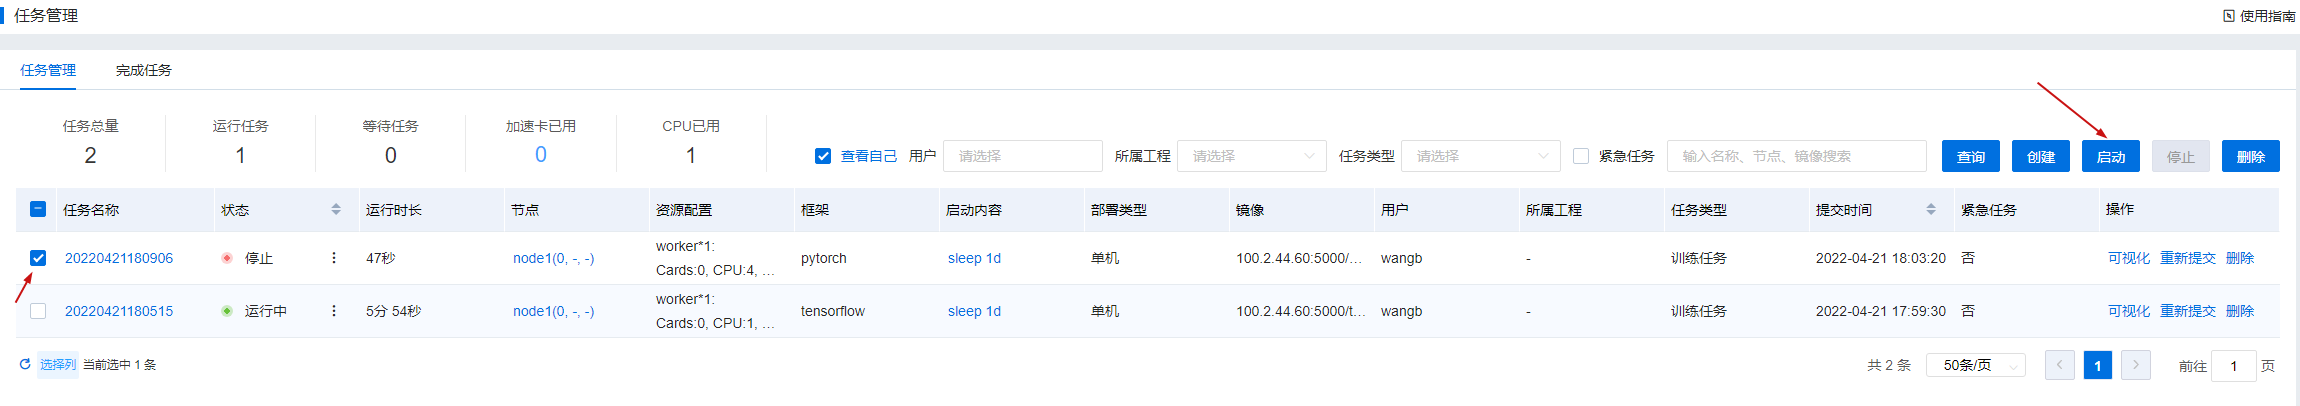 任务管理
使用指南
任务管理 完成任务
任务总量 运行任务 等待任务 加速卡已用 CPU已用
2 1 0 0 1
查看自己 用户 请选择 所属工程 请选择 任务类型 请选择 紧急任务 输入名称、节点、镜像搜索 查询 创建 启动 停止 删除
任务名称 状态 运行时长 节点 资源配置 框架 启动内容 部署类型 镜像 用户 所属工程 任务类型 提交时间 紧急任务 操作
20220421180906 停止 47秒 node1(0, -, -) worker*1: Cards:0, CPU:4, … pytorch sleep 1d 单机 100.2.44.60:5000/… wangb - 训练任务 2022-04-21 18:03:20 否 可视化 重新提交 删除
20220421180515 运行中 5分 54秒 node1(0, -, -) worker*1: Cards:0, CPU:1, … tensorflow sleep 1d 单机 100.2.44.60:5000/t… wangb - 训练任务 2022-04-21 17:59:30 否 可视化 重新提交 删除
选择列 当前选中 1 条 共 2 条 50条/页 1 前往 1 页